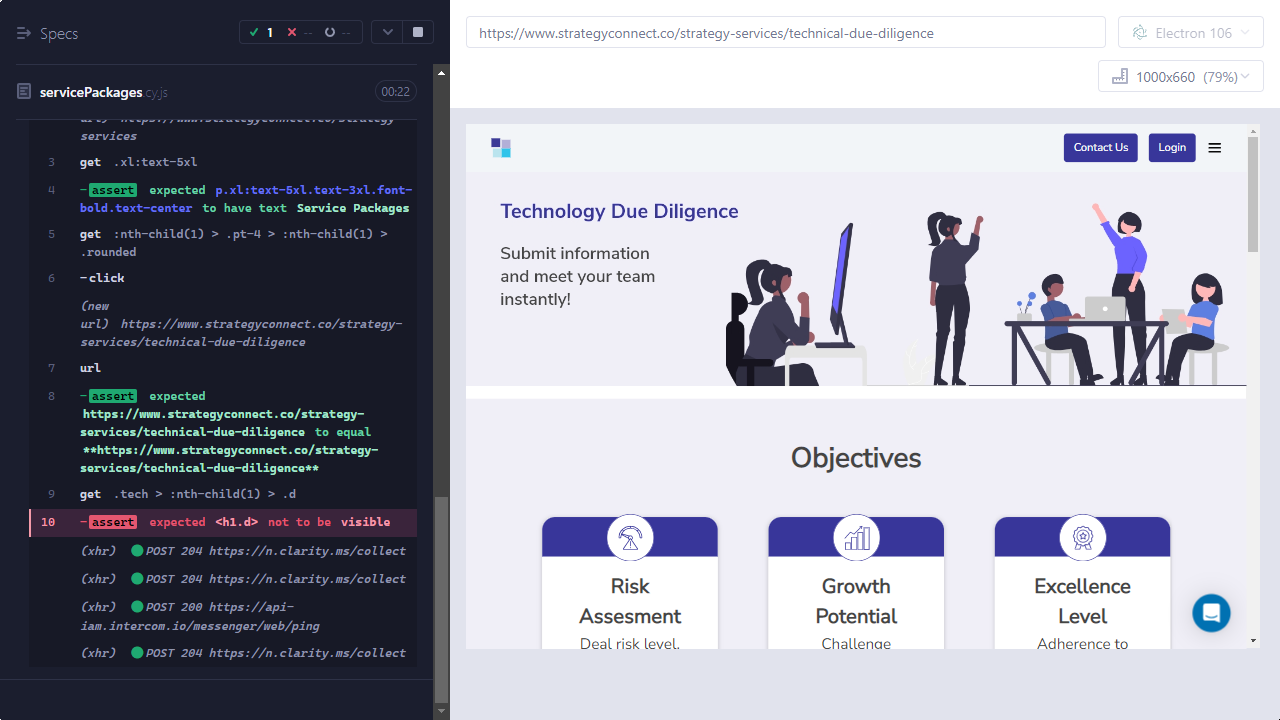 Specs
1
--
--
servicePackages.cy.js
00:22
url) https://www.strategyconnect.co/strategy-
services
3 get .xl:text-5xl
4 -assert expected p.xl:text-5xl.text-3xl.font-
bold.text-center to have text Service Packages
5 get :nth-child(1) > .pt-4 > :nth-child(1) >
.rounded
6 -click
(new
url) https://www.strategyconnect.co/strategy-
services/technical-due-diligence
7 url
8 -assert expected
https://www.strategyconnect.co/strategy-
services/technical-due-diligence to equal
**https://www.strategyconnect.co/strategy-
services/technical-due-diligence**
9 get .tech > :nth-child(1) > .d
10 -assert expected <h1.d> not to be visible
(xhr) POST 204 https://n.clarity.ms/collect
(xhr) POST 204 https://n.clarity.ms/collect
(xhr) POST 200 https://api-
iam.intercom.io/messenger/web/ping
(xhr) POST 204 https://n.clarity.ms/collect
https://www.strategyconnect.co/strategy-services/technical-due-diligence
Electron 106
1000x660 (79%)
Contact Us
Login
Technology Due Diligence
Submit information
and meet your team
instantly!
Objectives
Risk
Assesment
Deal risk level.
Growth
Potential
Challenge
Excellence
Level
Adherence to